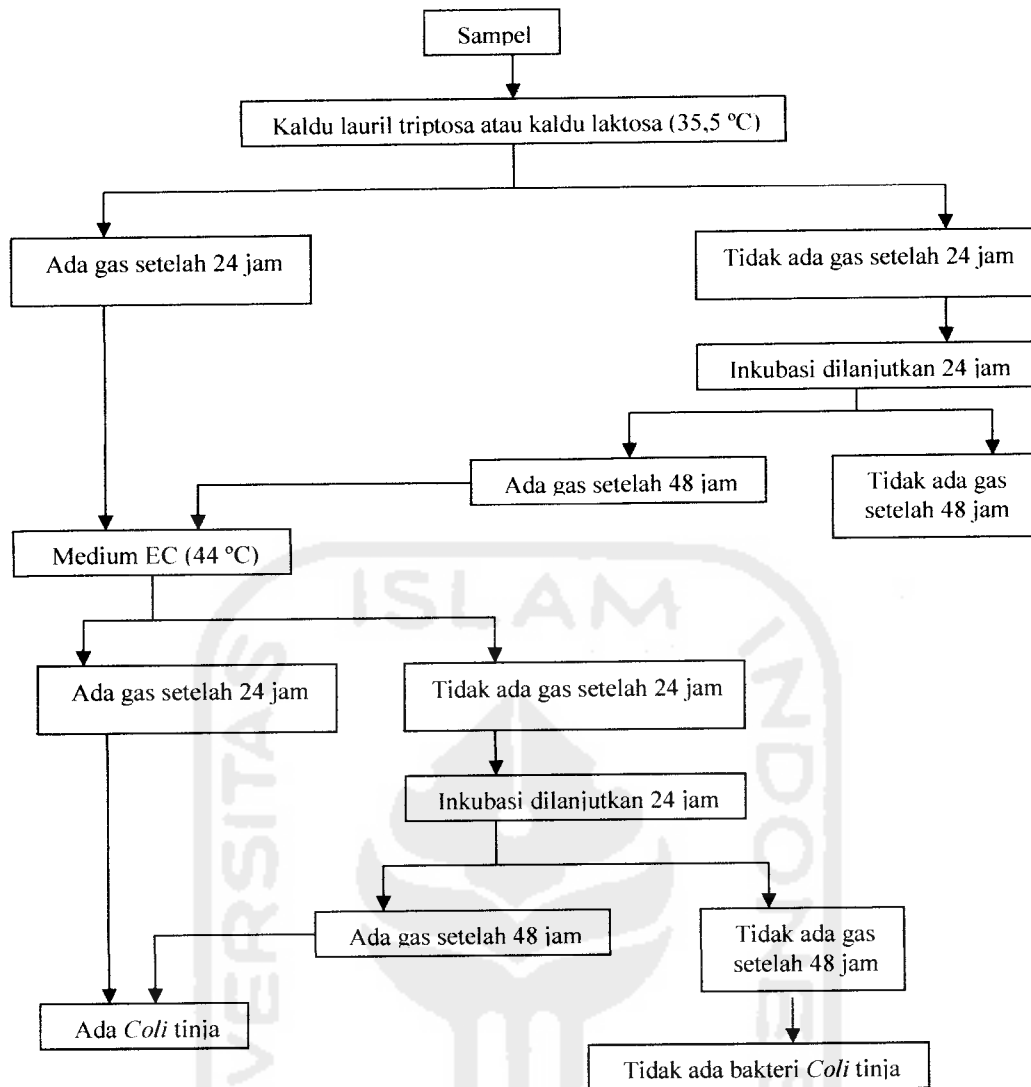 Sampel
Kaldu lauril triptosa atau kaldu laktosa (35,5 °C)
Ada gas setelah 24 jam
Tidak ada gas setelah 24 jam
Inkubasi dilanjutkan 24 jam
Ada gas setelah 48 jam
Tidak ada gas
setelah 48 jam
Medium EC (44 °C)
Ada gas setelah 24 jam
Tidak ada gas setelah 24 jam
Inkubasi dilanjutkan 24 jam
Ada gas setelah 48 jam
Tidak ada gas
setelah 48 jam
Ada Coli tinja
Tidak ada bakteri Coli tinja
ISLAM
VERSITAS
INDONE